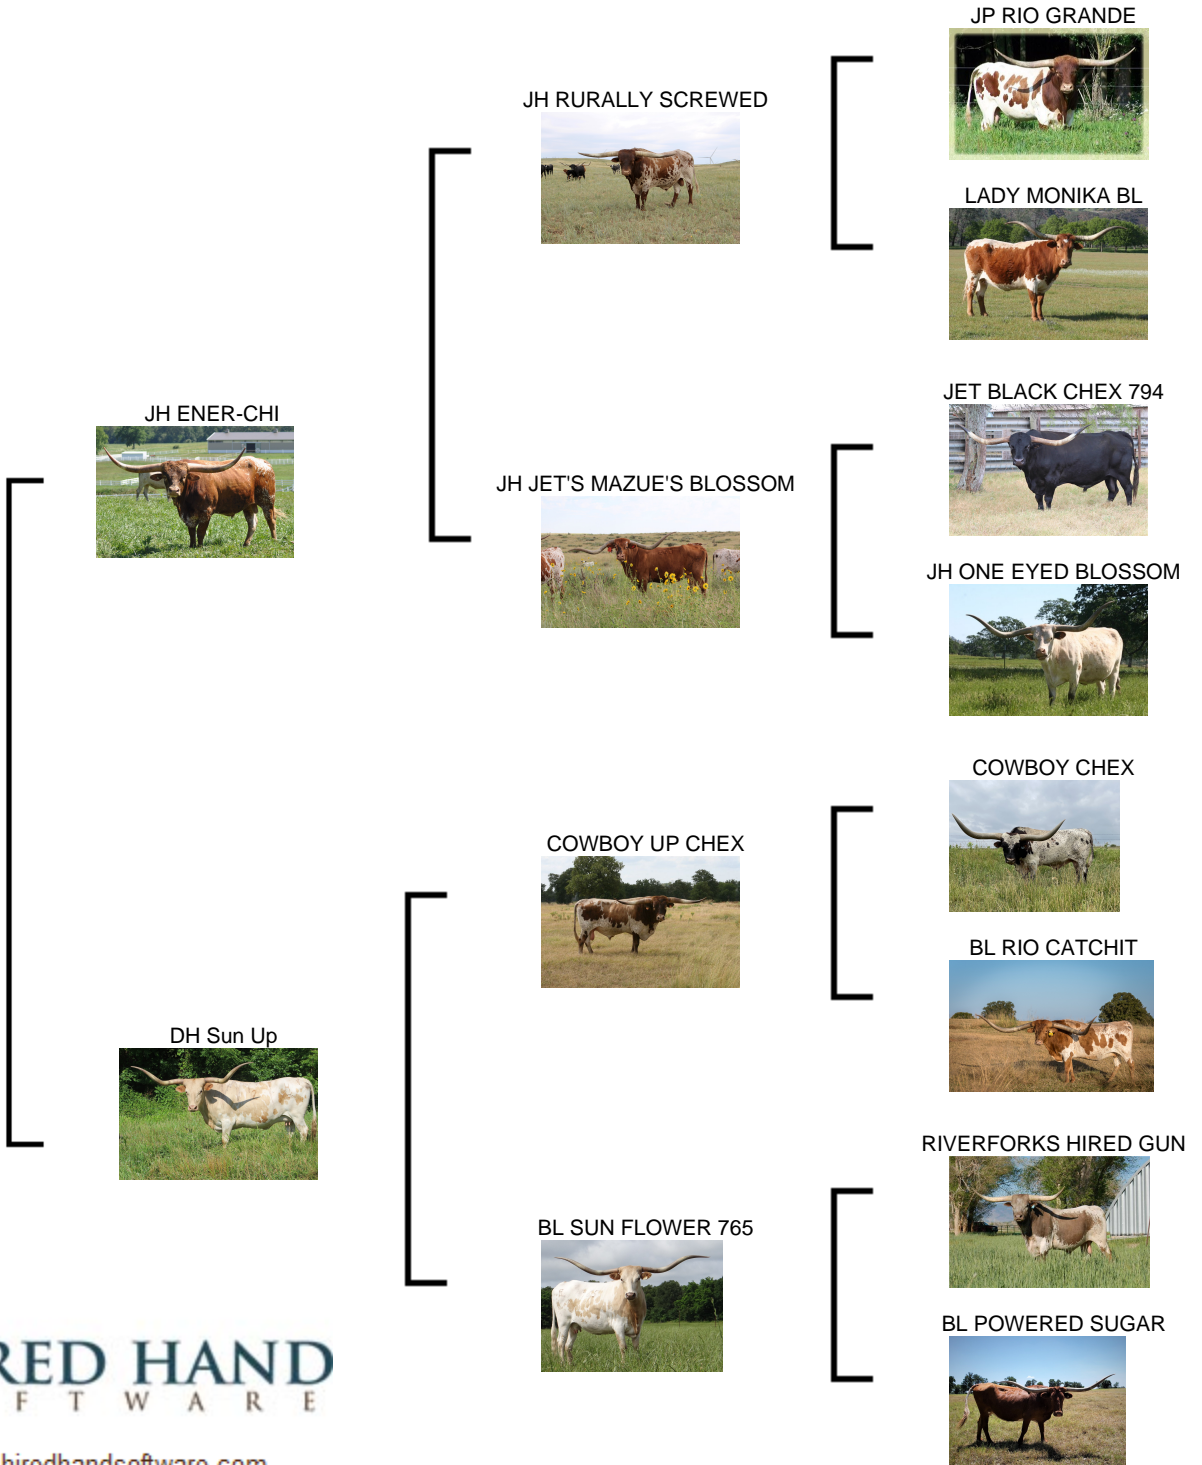 JP RIO GRANDE
JH RURALLY SCREWED
LADY MONIKA BL
JH ENER-CHI
JET BLACK CHEX 794
JH JET'S MAZUE'S BLOSSOM
JH ONE EYED BLOSSOM
COWBOY CHEX
COWBOY UP CHEX
BL RIO CATCHIT
DH Sun Up
RIVERFORKS HIRED GUN
BL SUN FLOWER 765
BL POWERED SUGAR
RED HAND
F T W A R E
hiredhandsoftware.com